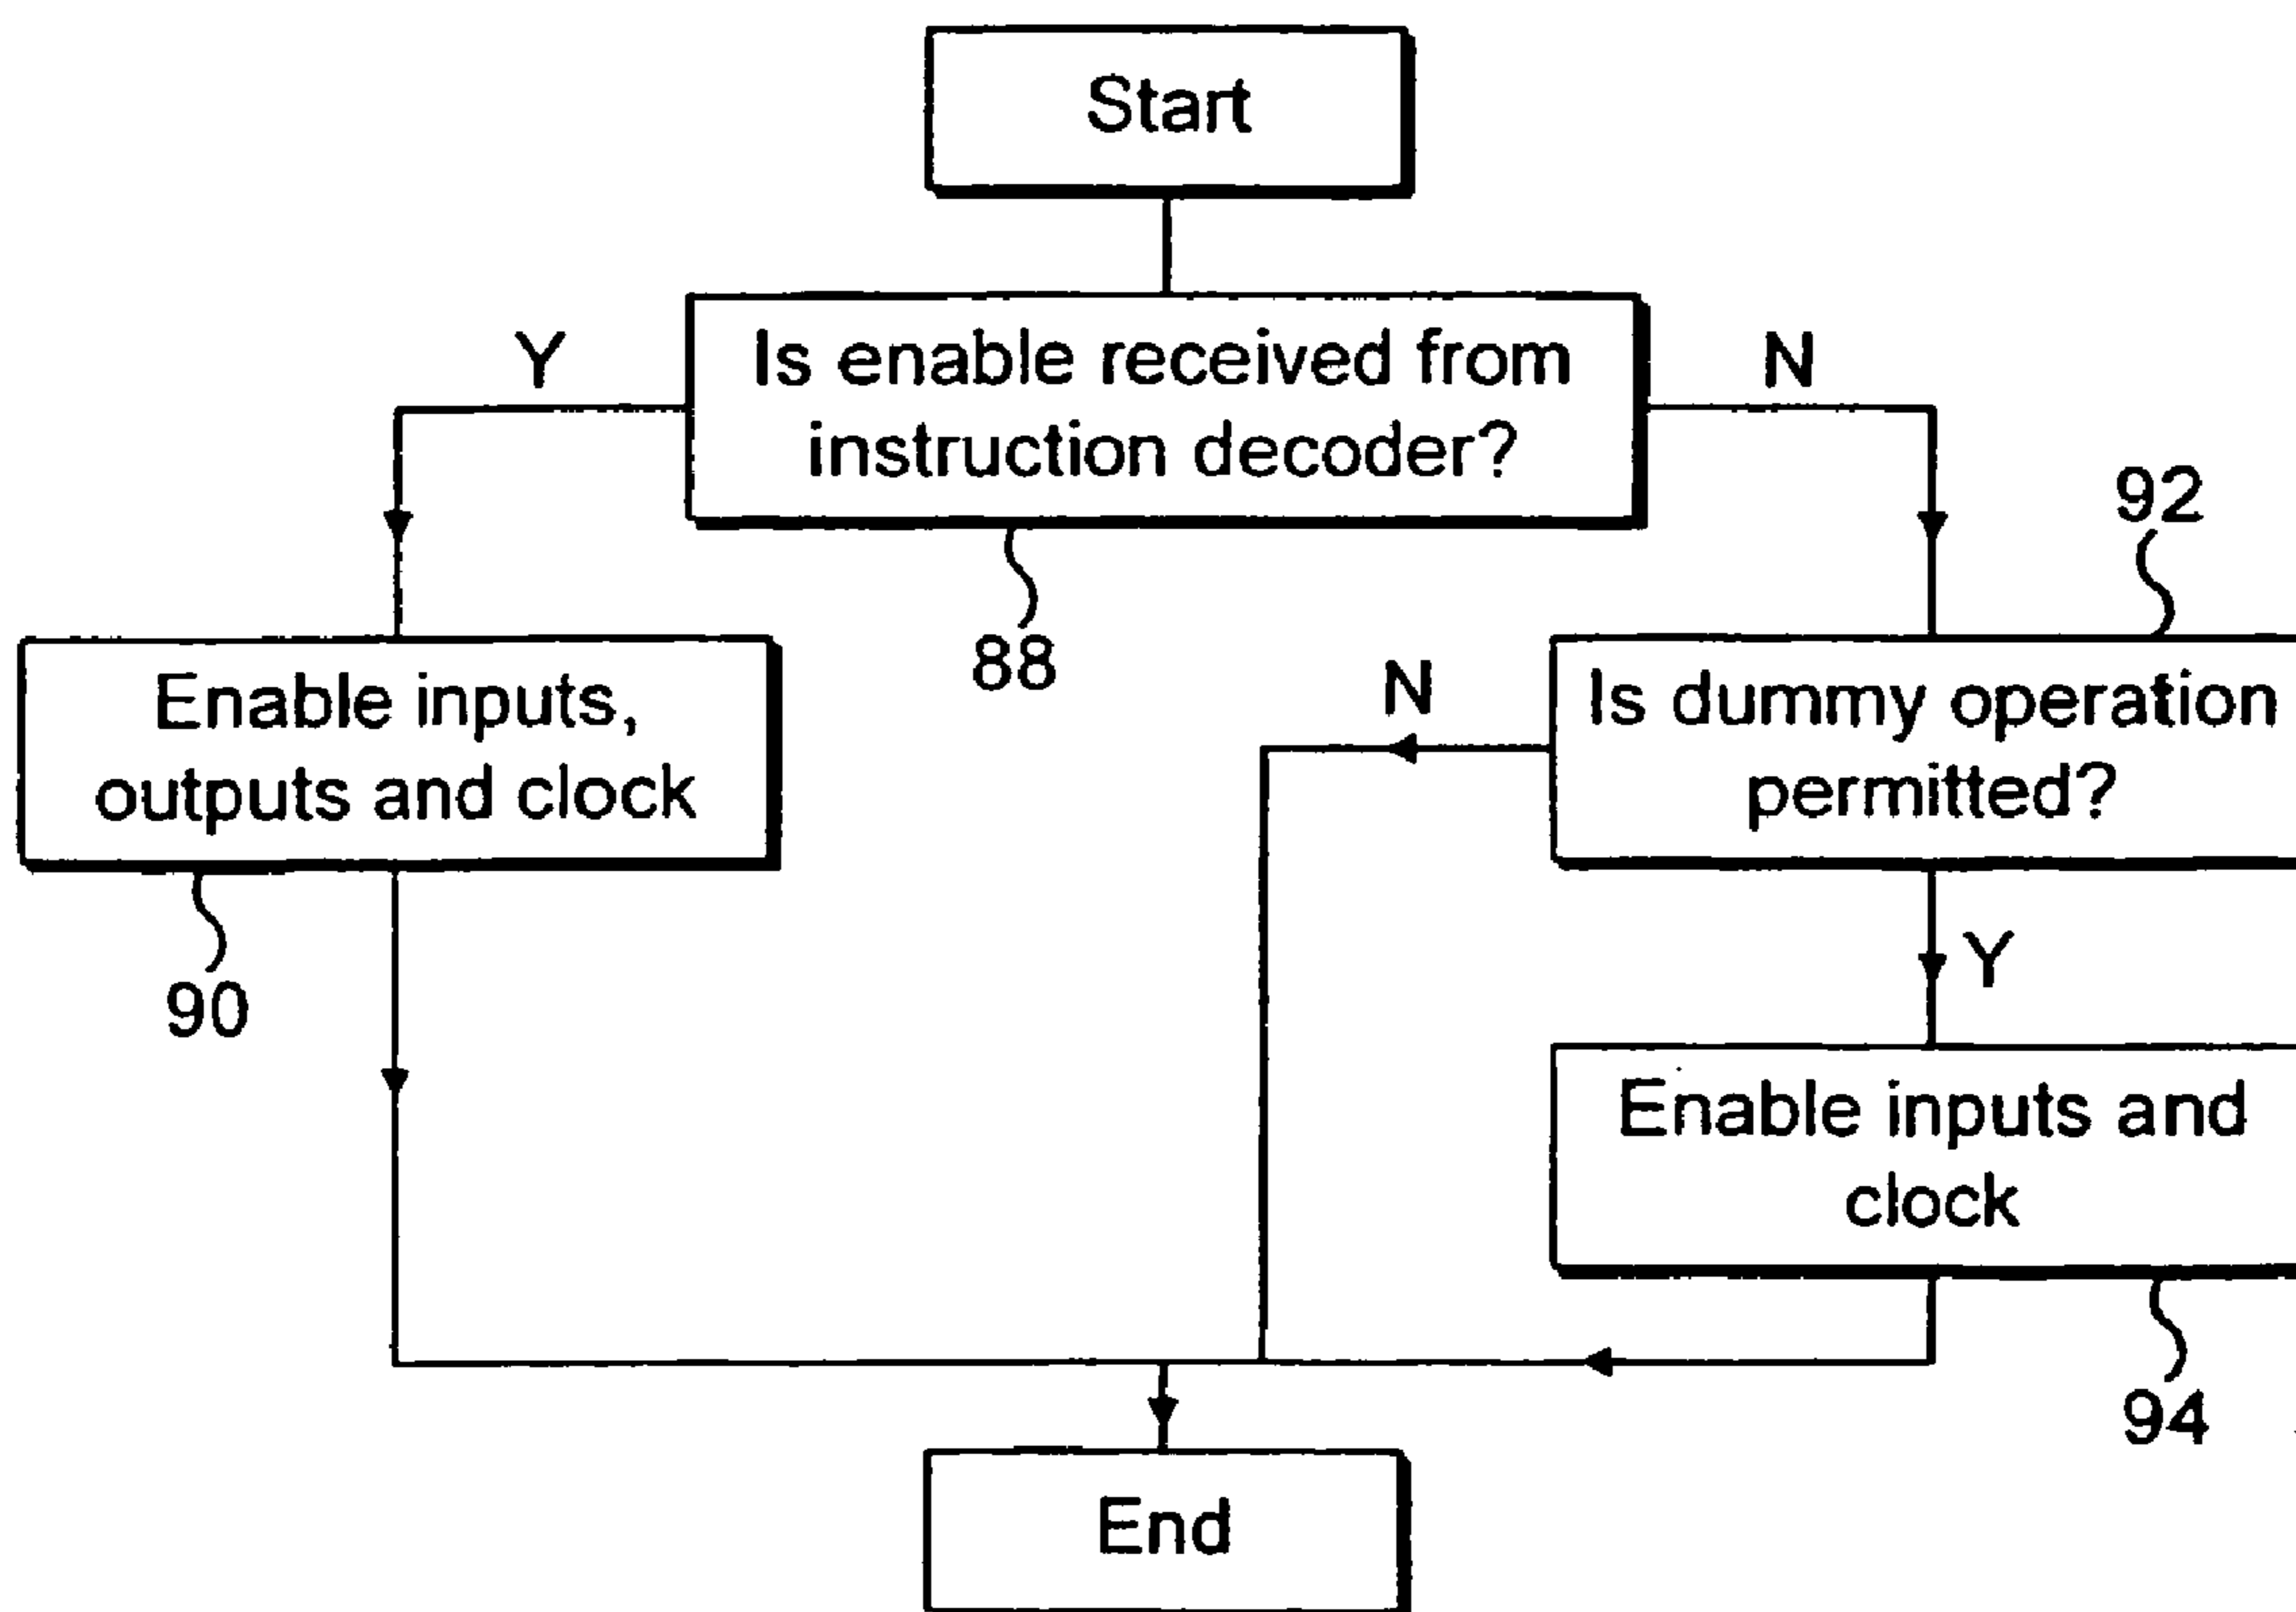 Start
Y
Is enable received from
instruction decoder?
N
92
88
Enable inputs,
outputs and clock
N
Is dummy operation
permitted?
90
Y
Enable inputs and
clock
94
End